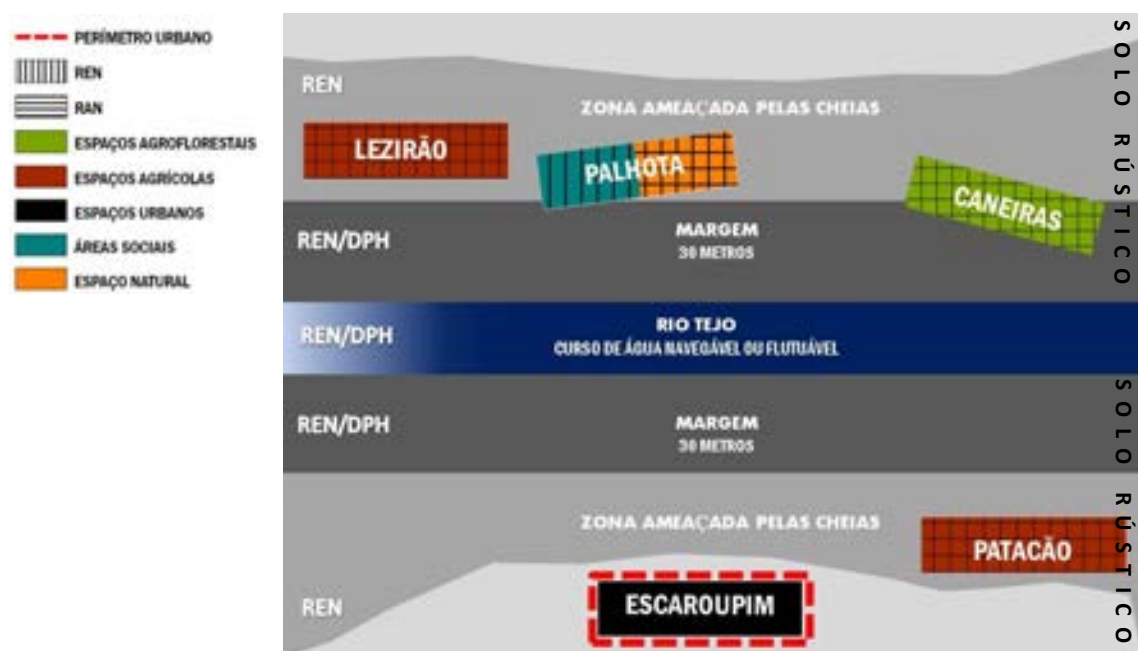 PERÍMETRO URBANO
REN
RAN
ESPAÇOS AGROFLORESTAIS
ESPAÇOS AGRÍCOLAS
ESPAÇOS URBANOS
ÁREAS SOCIAIS
ESPAÇO NATURAL
REN
ZONA AMEAÇADA PELAS CHEIAS
LEZIRÃO
PALHOTA
CANEIRAS
SOLO RÚSTICO
REN/DPH
MARGEM
30 METROS
REN/DPH
RIO TEJO
CURSO DE ÁGUA NAVEGÁVEL OU FLUTUÁVEL
REN/DPH
MARGEM
30 METROS
SOLO RÚSTICO
ZONA AMEAÇADA PELAS CHEIAS
PATACÃO
REN
ESCAROUPIM